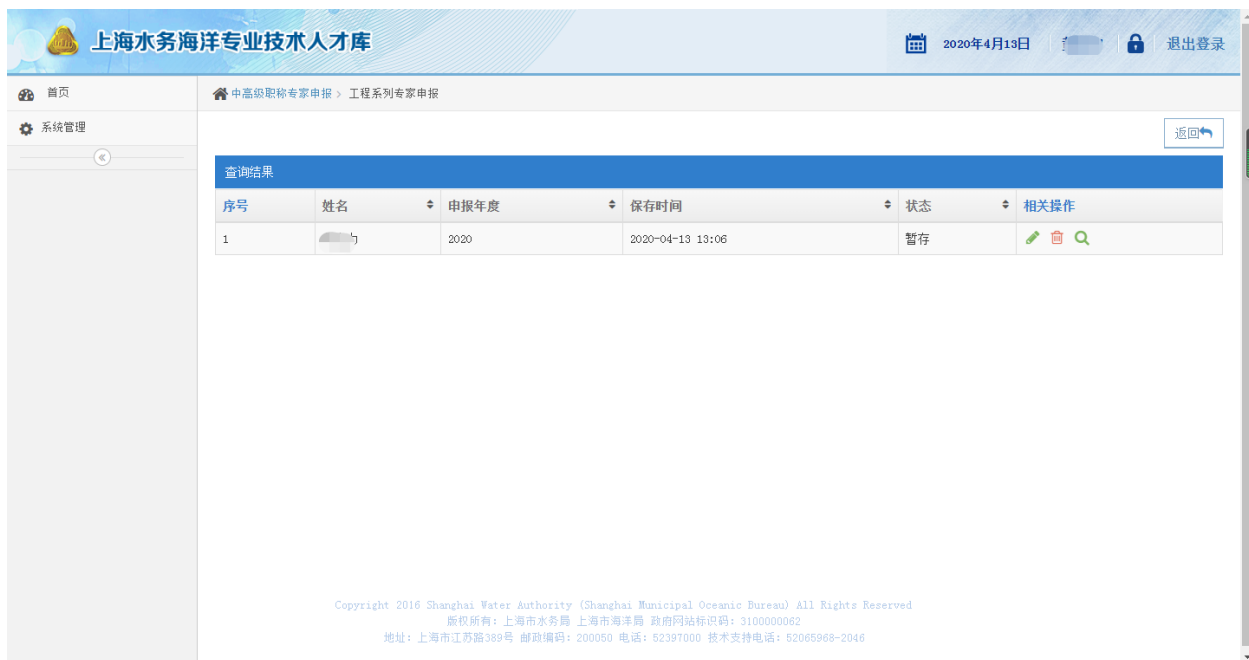 上海水务海洋专业技术人才库
2020年4月13日 退出登录
首页
中高级职称专家申报 > 工程系列专家申报
系统管理
返回
查询结果
序号 姓名 申报年度 保存时间 状态 相关操作
1 2020 2020-04-13 13:06 暂存
Copyright 2016 Shanghai Water Authority (Shanghai Municipal Oceanic Bureau) All Rights Reserved
版权所有: 上海市水务局 上海市海洋局 政府网站标识码: 3100000062
地址: 上海市江苏路389号 邮政编码: 200050 电话: 52397000 技术支持电话: 52065968-2046